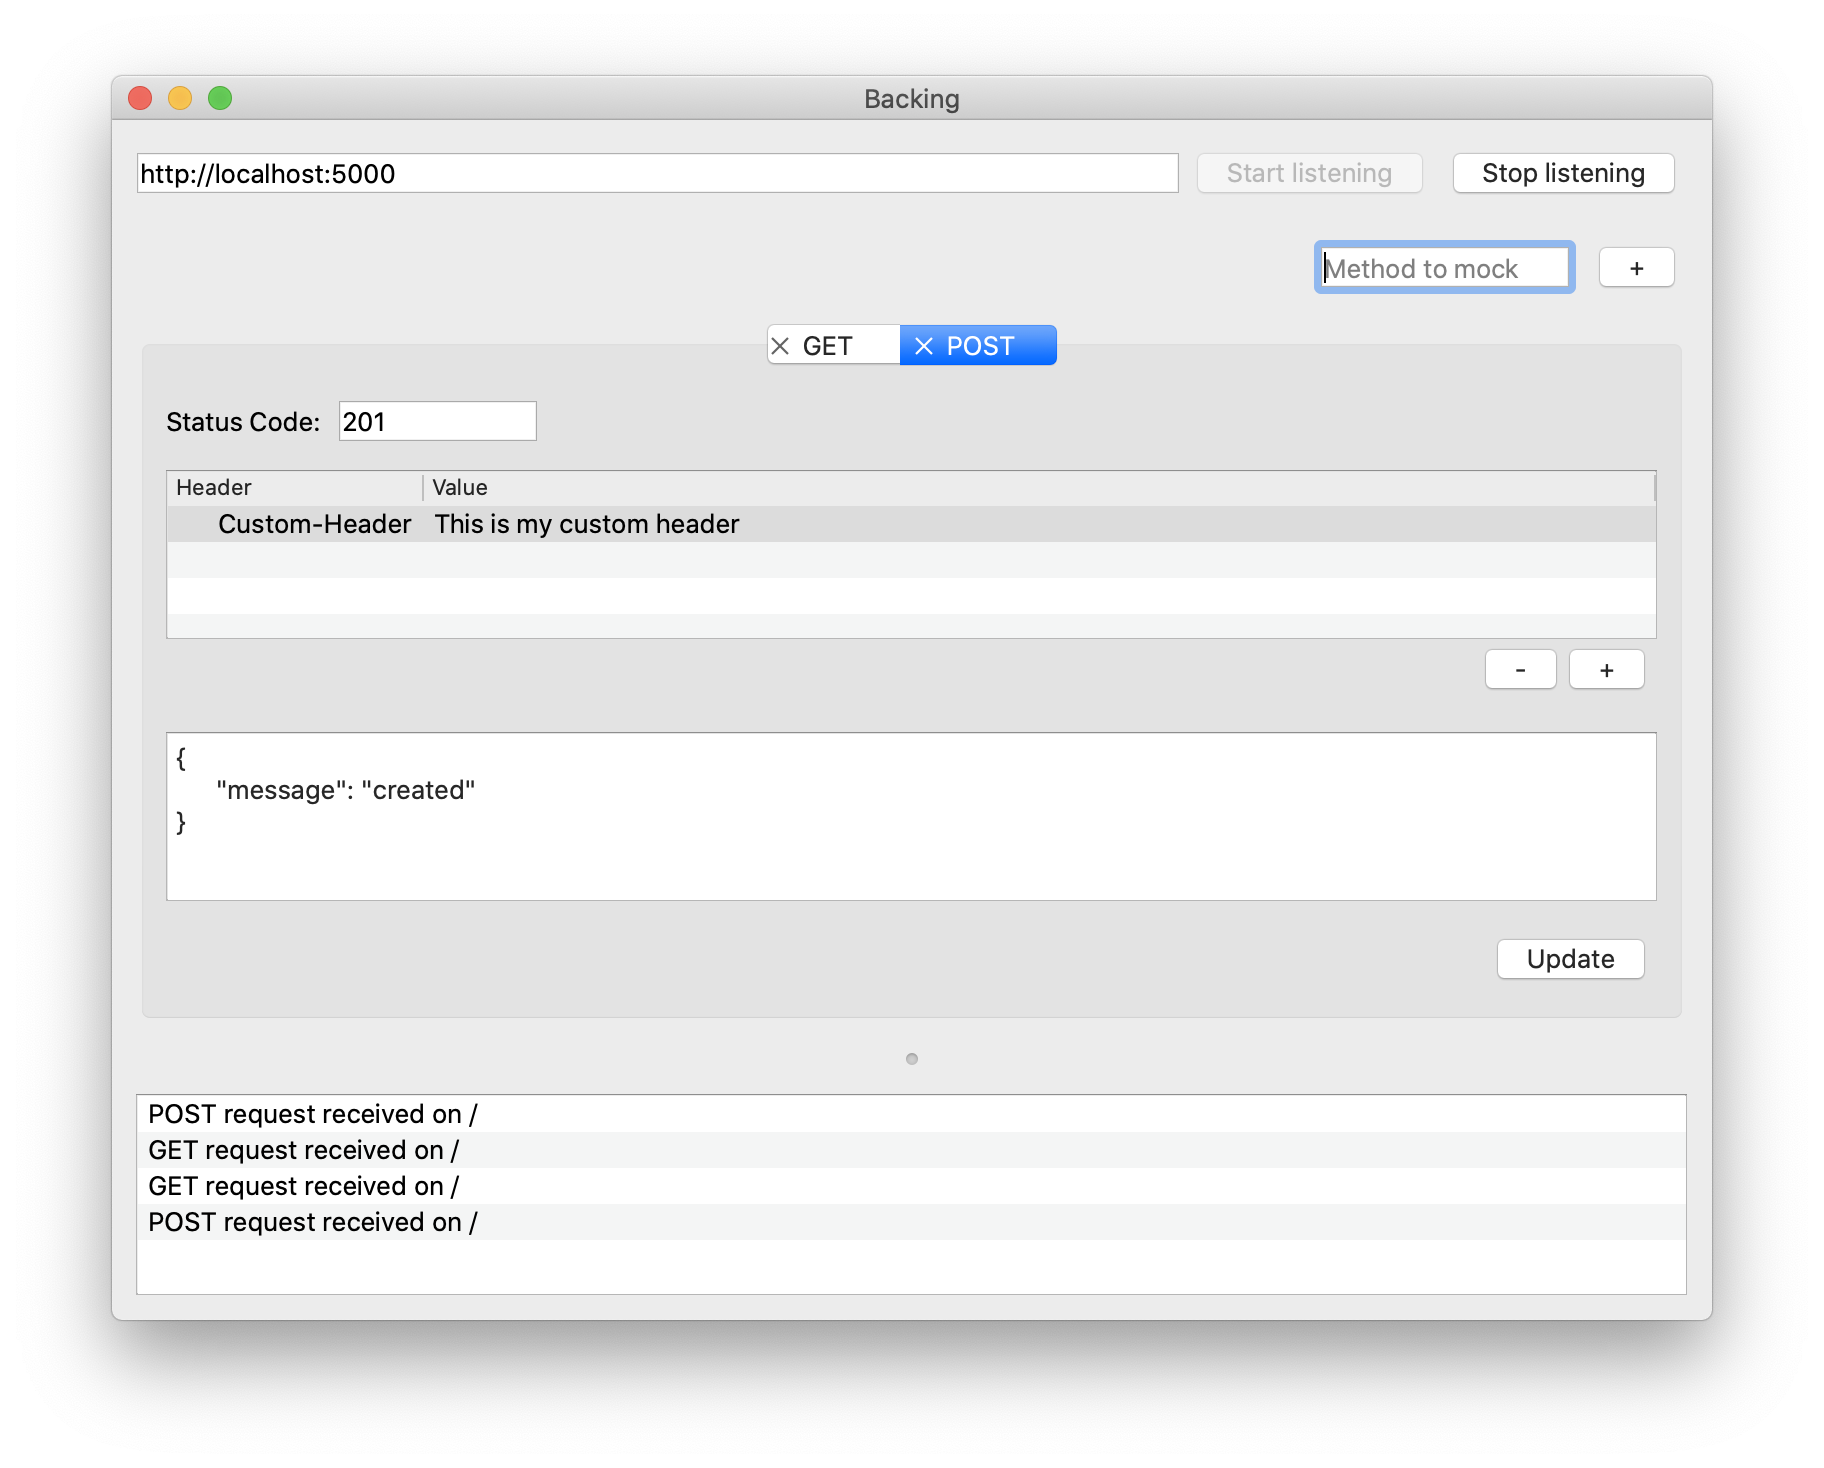 Backing
http://localhost:5000 Start listening Stop listening
Method to mock +
GET POST
Status Code: 201
Header Value
Custom-Header This is my custom header
- +
{
"message": "created"
}
Update
POST request received on /
GET request received on /
GET request received on /
POST request received on /